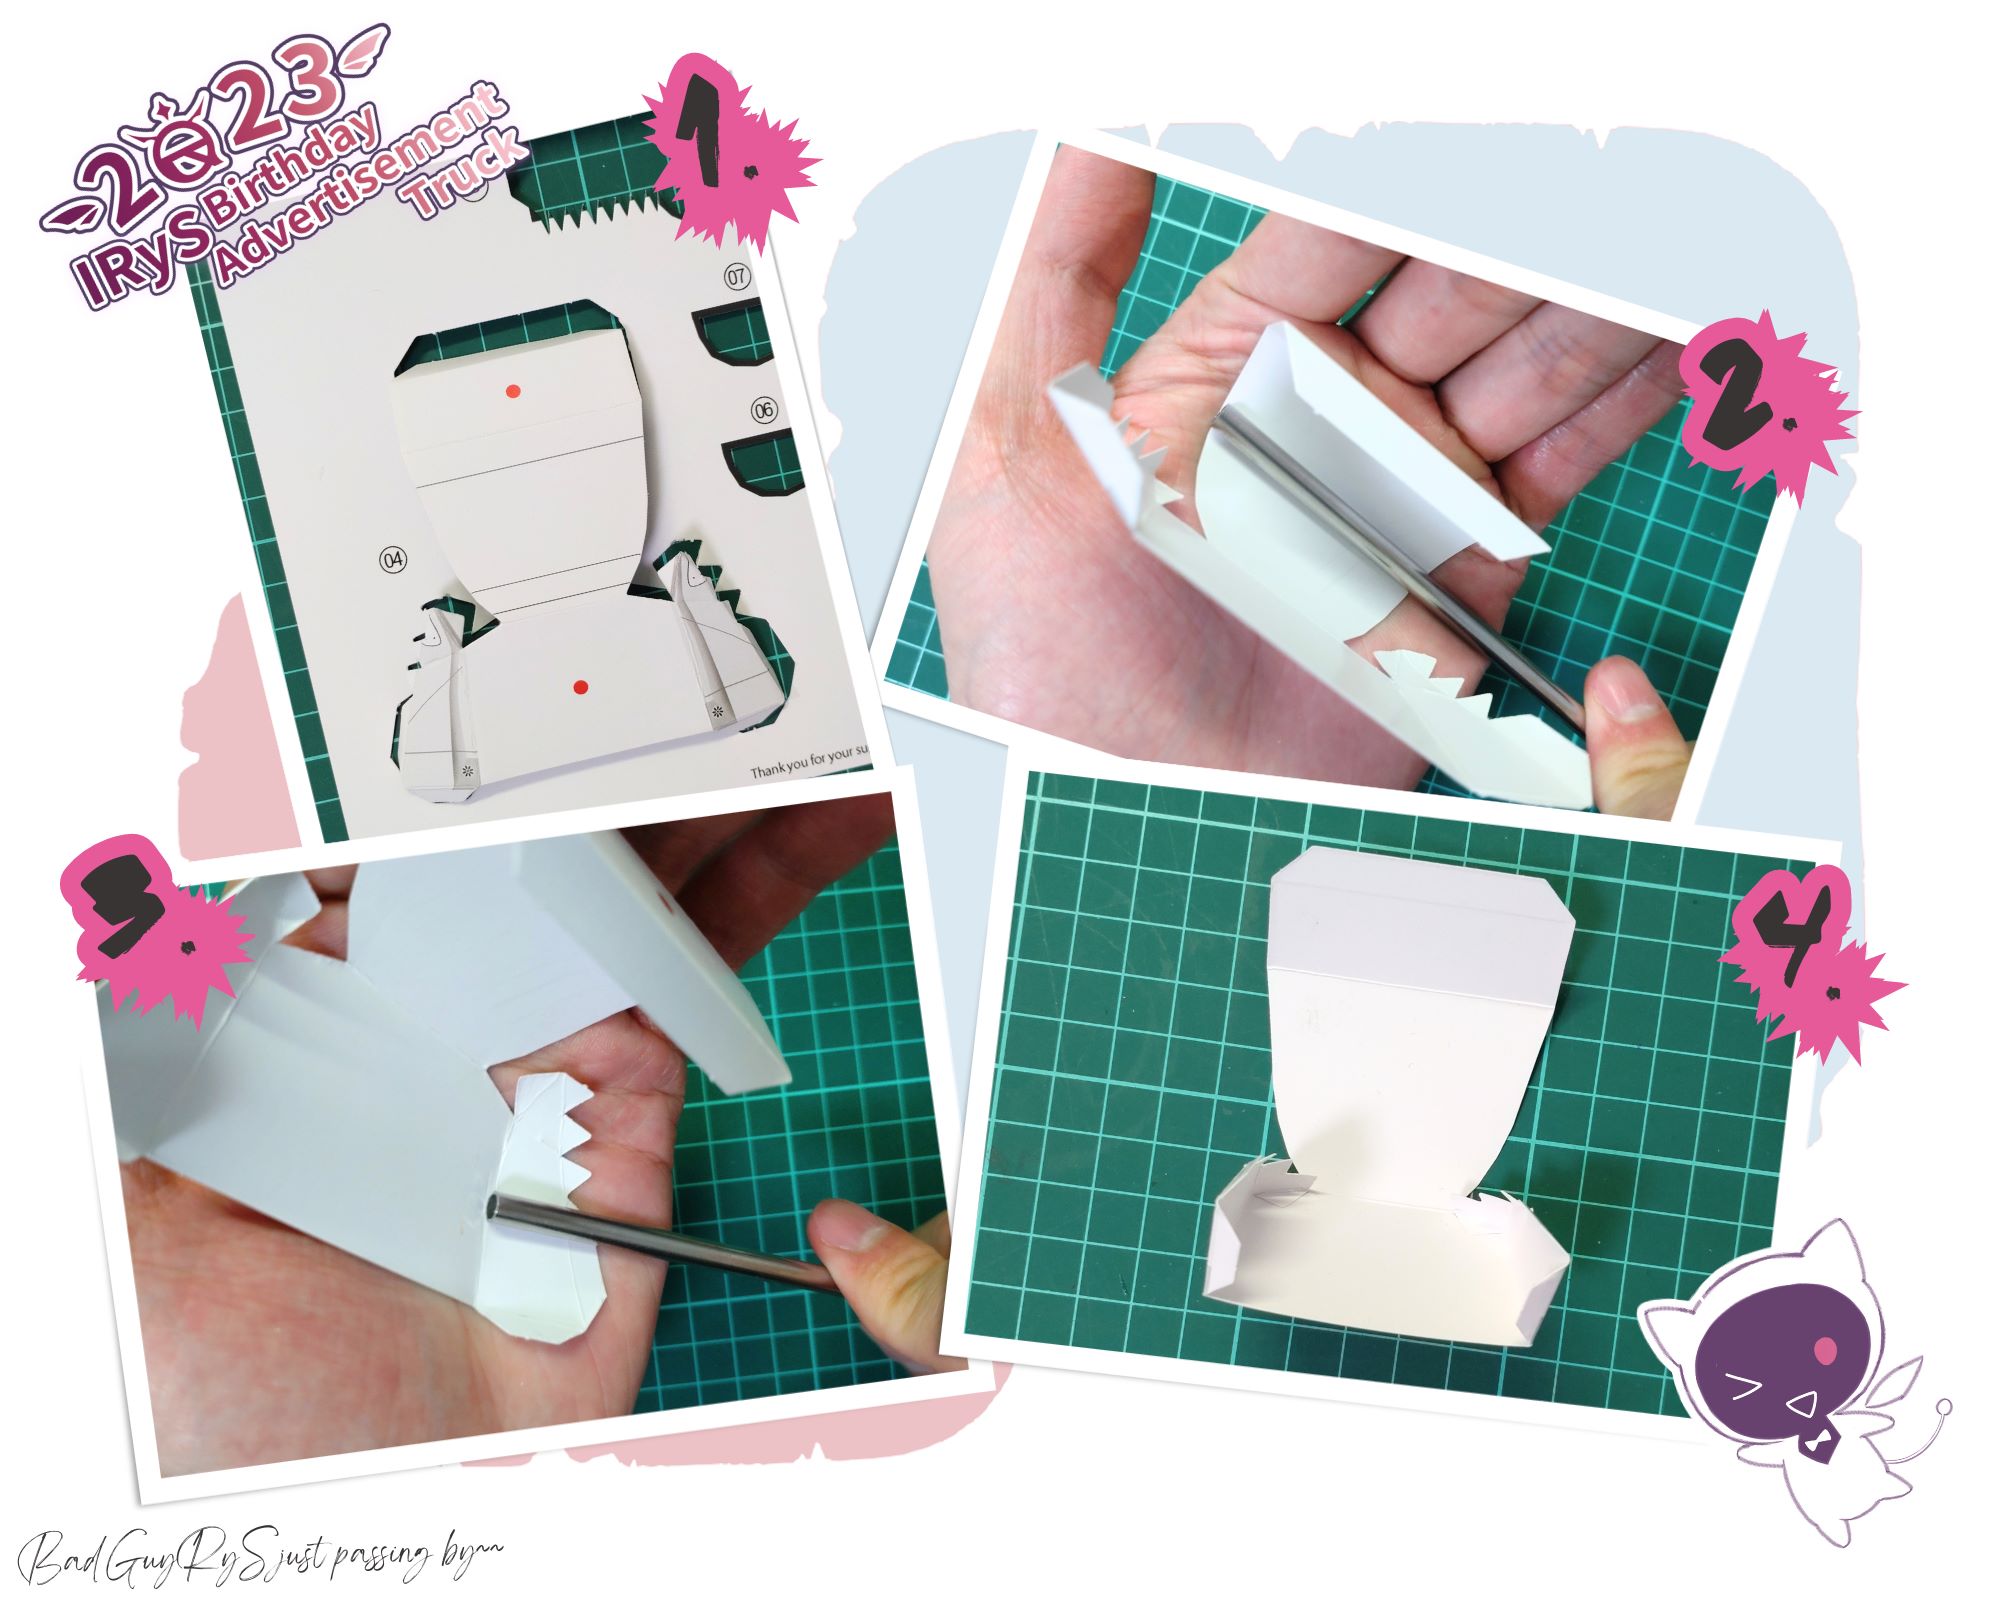 2023
IRyS Birthday
Advertisement
Truck
1.
07
06
04
Thank you for your su
2.
3.
4.
BadGuyRyS just passing by~~